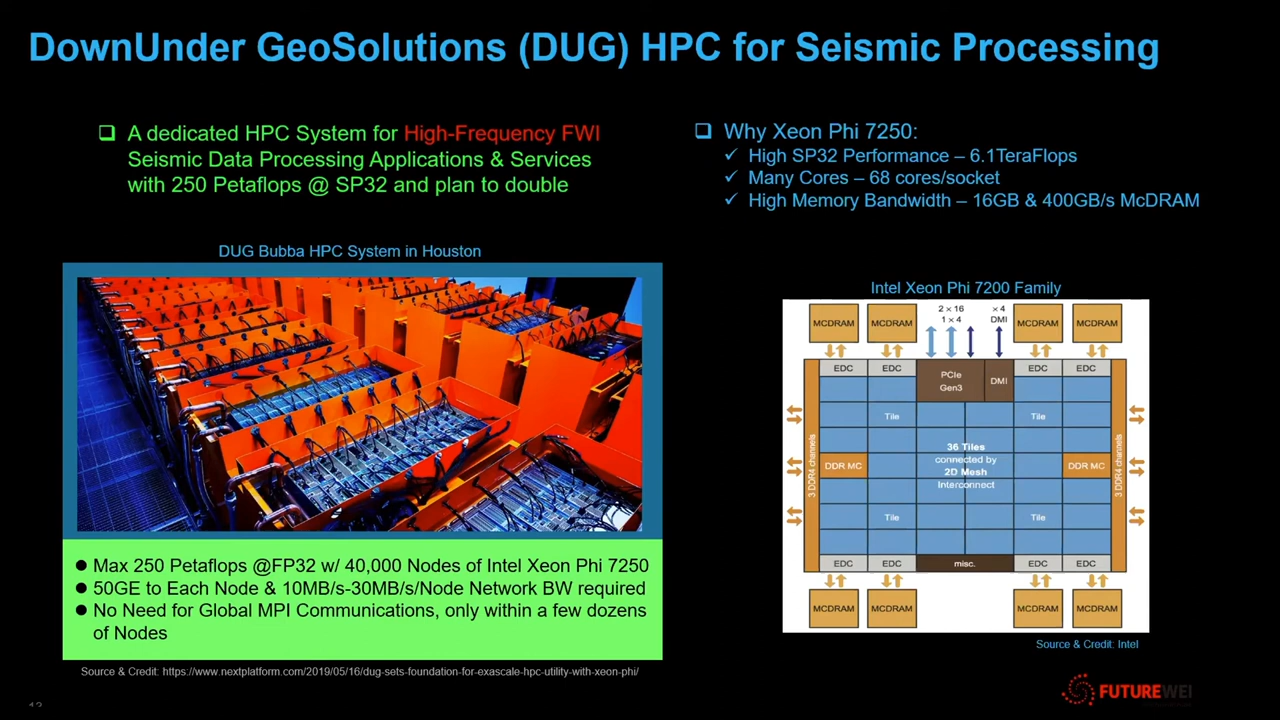 DownUnder GeoSolutions (DUG) HPC for Seismic Processing
❑ A dedicated HPC System for High-Frequency FWI
Seismic Data Processing Applications & Services
with 250 Petaflops @ SP32 and plan to double
❑ Why Xeon Phi 7250:
✓ High SP32 Performance – 6.1TeraFlops
✓ Many Cores – 68 cores/socket
✓ High Memory Bandwidth – 16GB & 400GB/s McDRAM
DUG Bubba HPC System in Houston
● Max 250 Petaflops @FP32 w/ 40,000 Nodes of Intel Xeon Phi 7250
● 50GE to Each Node & 10MB/s-30MB/s/Node Network BW required
● No Need for Global MPI Communications, only within a few dozens
of Nodes
Source & Credit: https://www.nextplatform.com/2019/05/16/dug-sets-foundation-for-exascale-hpc-utility-with-xeon-phi/
Intel Xeon Phi 7200 Family
2 × 16
1 × 4
× 4
DMI
MCDRAM
MCDRAM
MCDRAM
MCDRAM
EDC
EDC
PCIe
Gen3
DMI
EDC
EDC
Tile
Tile
3 DDR4 channels
DDR MC
36 Tiles
connected by
2D Mesh
Interconnect
DDR MC
3 DDR4 channels
Tile
Tile
EDC
EDC
misc.
EDC
EDC
MCDRAM
MCDRAM
MCDRAM
MCDRAM
Source & Credit: Intel
FUTUREWEI